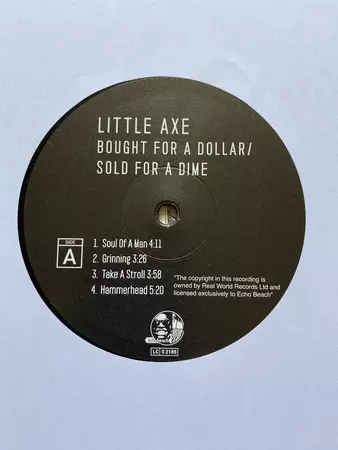 LITTLE AXE
BOUGHT FOR A DOLLAR/
SOLD FOR A DIME
SIDE
A
1. Soul Of A Man 4:11
2. Grinning 3:26
3. Take A Stroll 3:58
4. Hammerhead 5:20
"The copyright in this recording is
owned by Real World Records Ltd and
licensed exclusively to Echo Beach"
LC 0 2188